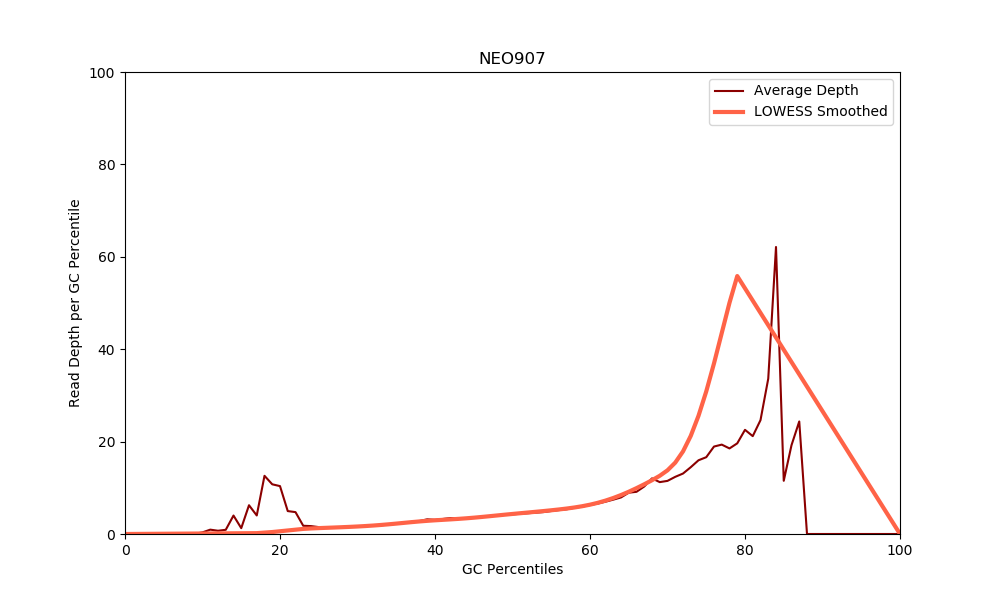 NEO907
Average Depth
LOWESS Smoothed
Read Depth per GC Percentile
100
80
60
40
20
0
0 20 40 60 80 100
GC Percentiles